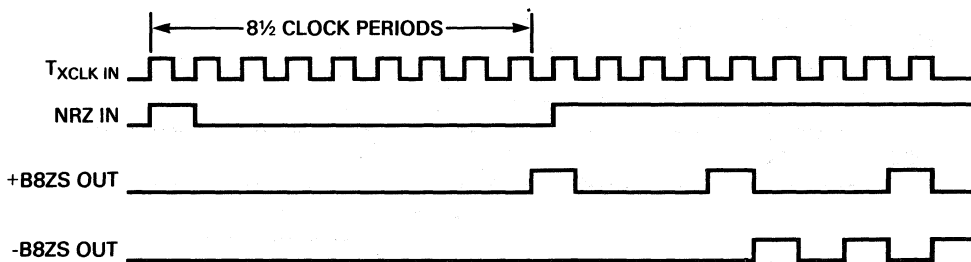 8½ CLOCK PERIODS
TXCLK IN
NRZ IN
+B8ZS OUT
-B8ZS OUT